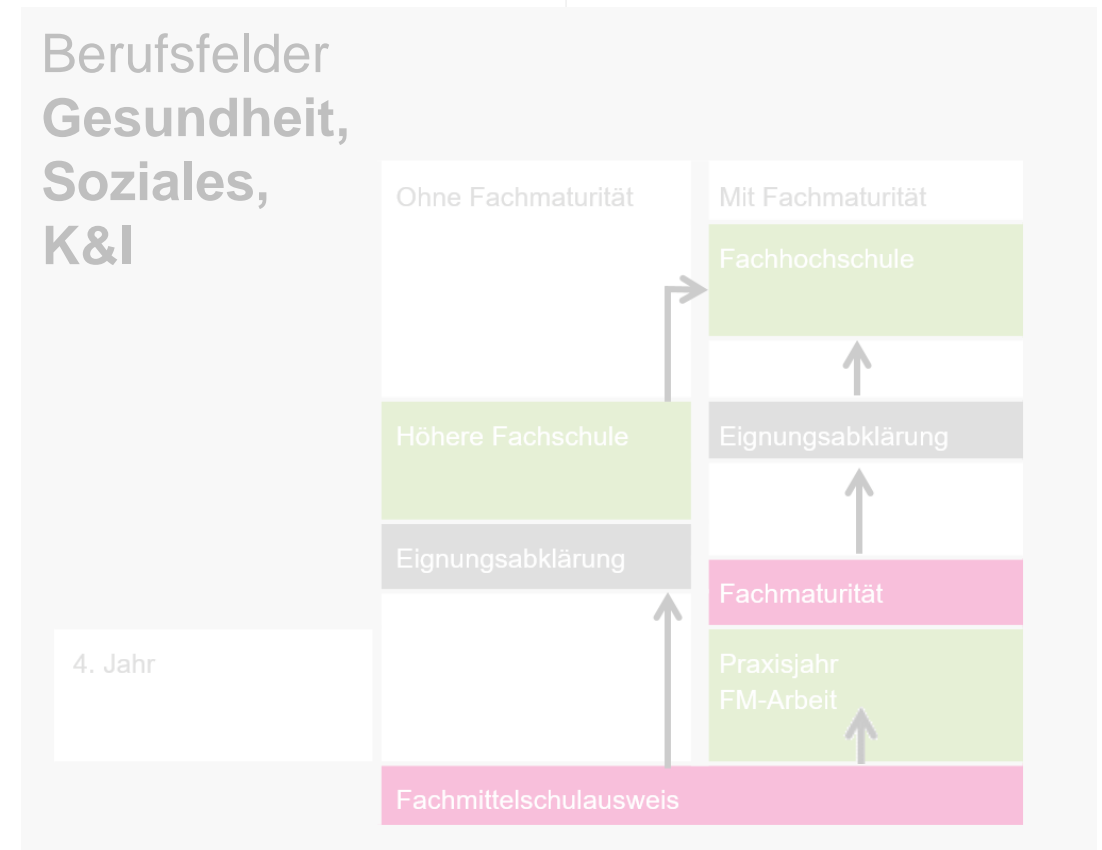 Berufsfelder
Gesundheit,
Soziales,
K&I
Ohne Fachmaturität
Mit Fachmaturität
Fachhochschule
Höhere Fachschule
Eignungsabklärung
Eignungsabklärung
Fachmaturität
4. Jahr
Praxisjahr
FM-Arbeit
Fachmittelschulausweis